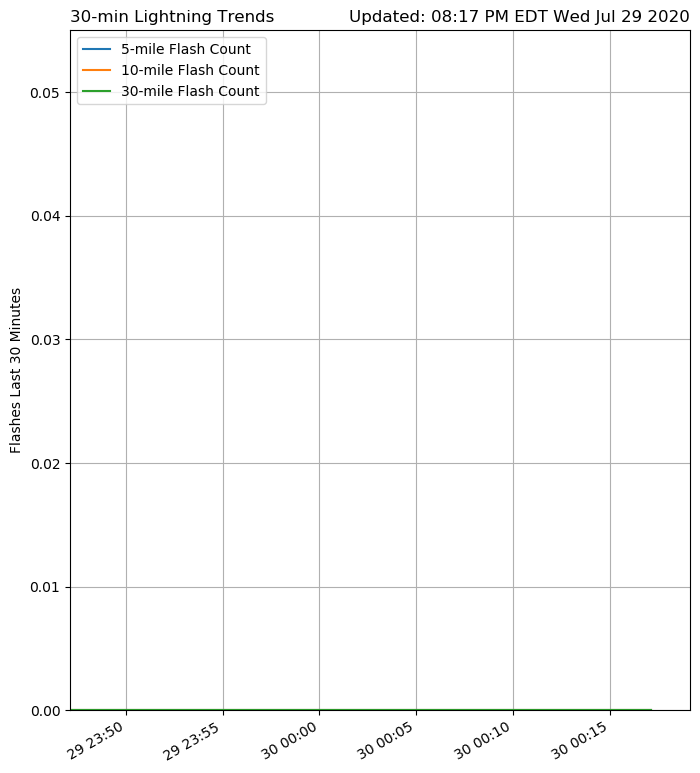 30-min Lightning Trends
Updated: 08:17 PM EDT Wed Jul 29 2020
5-mile Flash Count
10-mile Flash Count
30-mile Flash Count
0.05
0.04
0.03
0.02
0.01
0.00
Flashes Last 30 Minutes
29 23:50
29 23:55
30 00:00
30 00:05
30 00:10
30 00:15